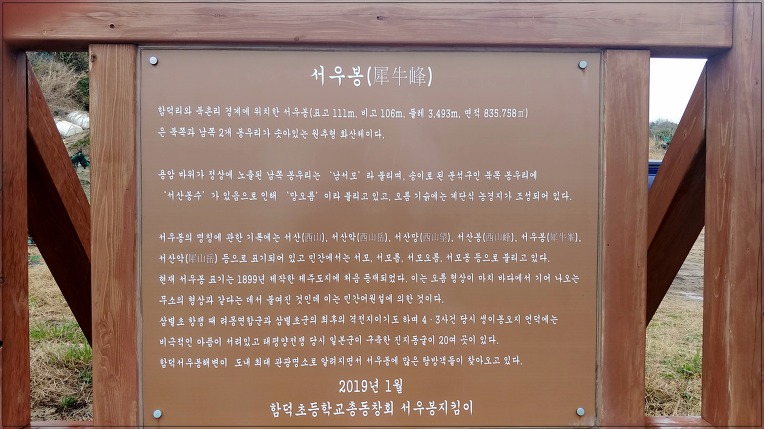 서우봉(犀牛峰)
함덕리와 북촌리 경계에 위치한 서우봉(표고 111m, 비고 106m, 둘레 3,493m, 면적 835.758㎡)
은 북쪽과 남쪽 2개 봉우리가 솟아있는 원추형 화산체이다.
용암 바위가 정상에 노출된 남쪽 봉우리는 '남서모' 라 불리며, 송이로 된 분석구인 북쪽 봉우리에
'서산봉수' 가 있음으로 인해 '망오름' 이라 불리고 있고, 오름 기슭에는 계단식 농경지가 조성되어 있다.
서우봉의 명칭에 관한 기록에는 서산(西山), 서산악(西山岳), 서산망(西山望), 서산봉(西山峰), 서우봉(犀牛峯),
서산악(犀山岳) 등으로 표기되어 있고 민간에서는 서모, 서모름, 서모오름, 서모봉 등으로 불리고 있다.
현재 서우봉 표기는 1899년 제작한 제주도지에 처음 등재되었다. 이는 오름 형상이 마치 바다에서 기어 나오는
무소의 형상과 같다는 데서 붙여진 것인데 이는 민간어원설에 의한 것이다.
삼별초 항쟁 때 려몽연합군과 삼별초군의 최후의 격전지이기도 하며 4·3사건 당시 생이봉오지 언덕에는
비극적인 아픔이 서려있고 태평양전쟁 당시 일본군이 구축한 진지동굴이 20여 곳이 있다.
함덕서우봉해변이 도내 최대 관광명소로 알려지면서 서우봉에 많은 탐방객들이 찾아오고 있다.
2019년 1월
함덕초등학교총동창회 서우봉지킴이